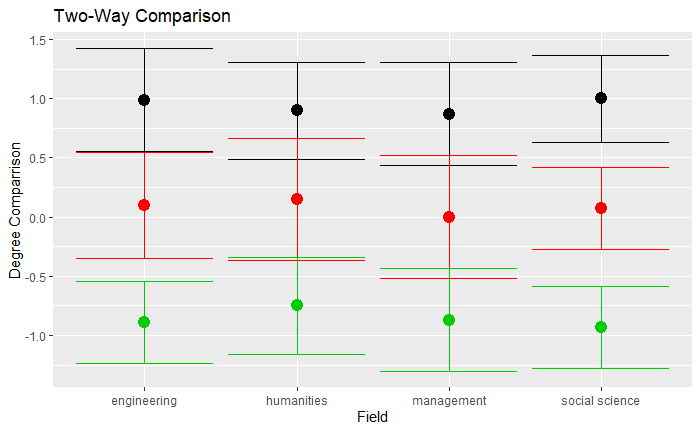 Two-Way Comparison
Degree Comparrison
1.5
1.0
0.5
0.0
-0.5
-1.0
engineering humanities management social science
Field